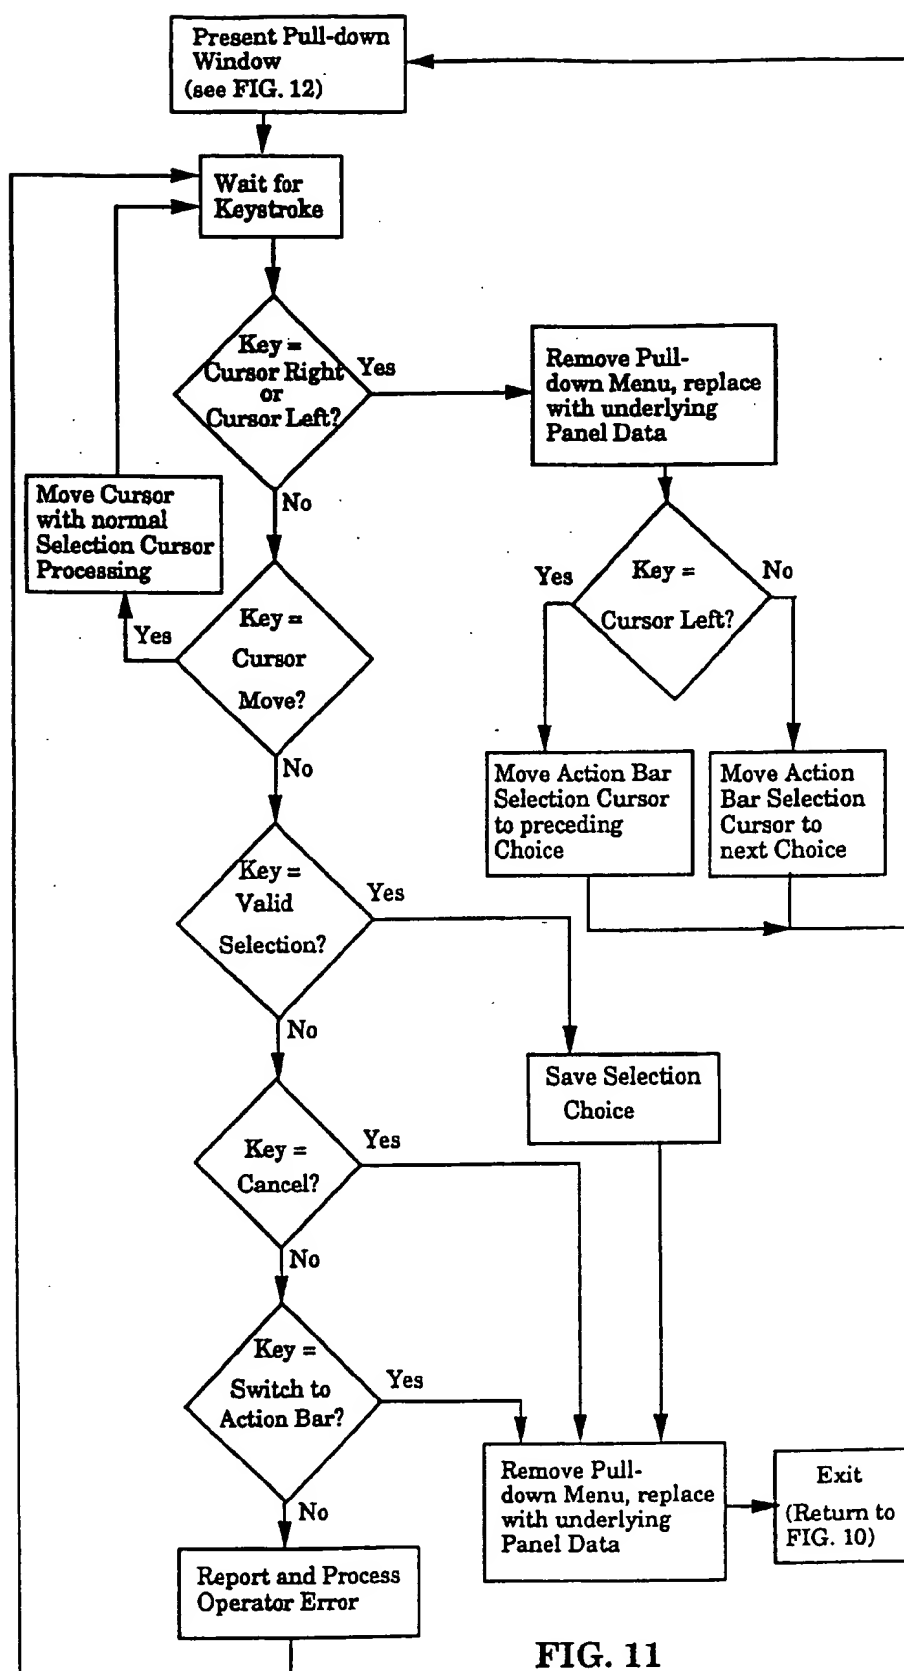 Present Pull-down
Window
(see FIG. 12)
Wait for
Keystroke
Key =
Cursor Right
or
Cursor Left?
Yes
No
Remove Pull-
down Menu, replace
with underlying
Panel Data
Move Cursor
with normal
Selection Cursor
Processing
Yes
Key =
Cursor
Move?
No
Key =
Cursor Left?
Yes
No
Move Action Bar
Selection Cursor
to preceding
Choice
Move Action
Bar Selection
Cursor to
next Choice
Key =
Valid
Selection?
Yes
No
Save Selection
Choice
Key =
Cancel?
Yes
No
Key =
Switch to
Action Bar?
Yes
No
Remove Pull-
down Menu, replace
with underlying
Panel Data
Exit
(Return to
FIG. 10)
Report and Process
Operator Error
FIG. 11